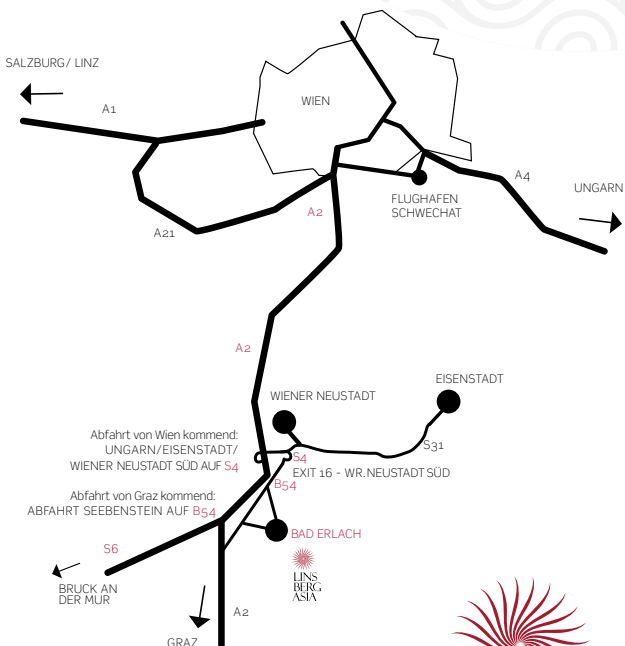 SALZBURG/ LINZ
A1
WIEN
A4
UNGARN
FLUGHAFEN
SCHWECHAT
A2
A21
A2
EISENSTADT
WIENER NEUSTADT
Abfahrt von Wien kommend:
UNGARN/EISENSTADT/
WIENER NEUSTADT SÜD AUF S4
S31
S4
EXIT 16 - WR.NEUSTADT SÜD
B54
Abfahrt von Graz kommend:
ABFAHRT SEEBENSTEIN AUF B54
BAD ERLACH
S6
LINS
BERG
ASIA
BRUCK AN
DER MUR
A2
GRAZ